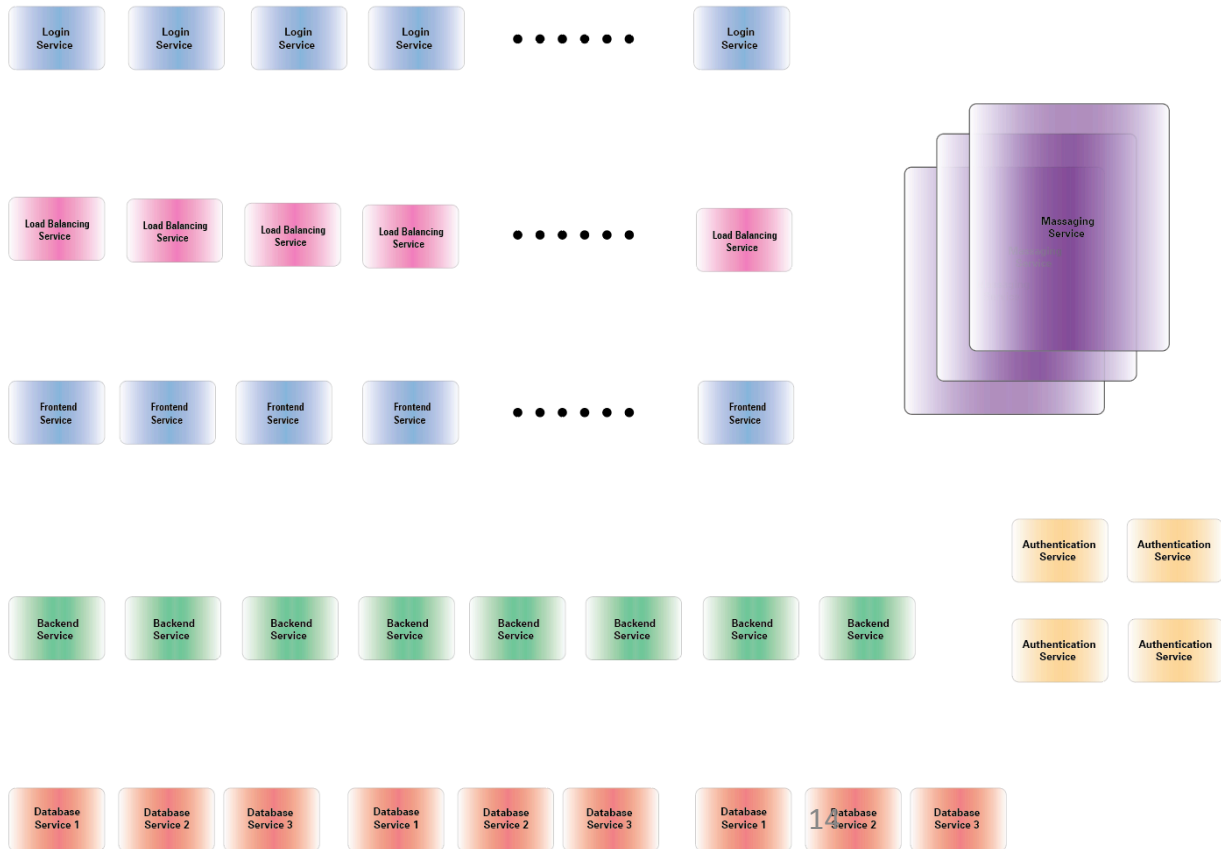 Login
Service
Login
Service
Login
Service
Login
Service
Login
Service
Massaging
Service
Load Balancing
Service
Load Balancing
Service
Load Balancing
Service
Load Balancing
Service
Load Balancing
Service
Frontend
Service
Frontend
Service
Frontend
Service
Frontend
Service
Frontend
Service
Authentication
Service
Authentication
Service
Backend
Service
Backend
Service
Backend
Service
Backend
Service
Backend
Service
Backend
Service
Backend
Service
Backend
Service
Authentication
Service
Authentication
Service
Database
Service 1
Database
Service 2
Database
Service 3
Database
Service 1
Database
Service 2
Database
Service 3
Database
Service 1
Database
Service 2
Database
Service 3
14